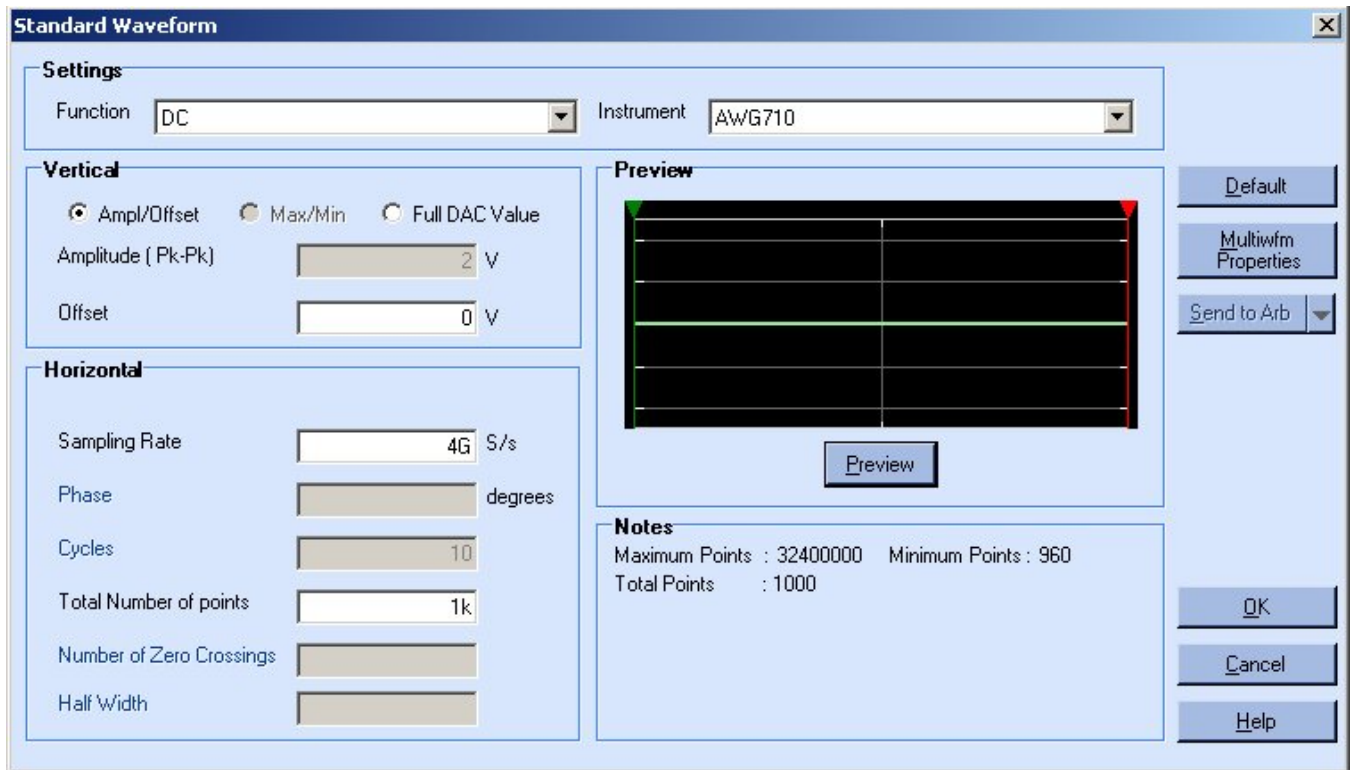 Standard Waveform
Settings
Function DC Instrument AWG710
Vertical
Ampl/Offset Max/Min Full DAC Value
Amplitude ( Pk-Pk) 2 V
Offset 0 V
Horizontal
Sampling Rate 4G S/s
Phase degrees
Cycles 10
Total Number of points 1k
Number of Zero Crossings
Half Width
Preview
Preview
Notes
Maximum Points : 32400000 Minimum Points : 960
Total Points : 1000
Default
Multiwfm
Properties
Send to Arb
OK
Cancel
Help